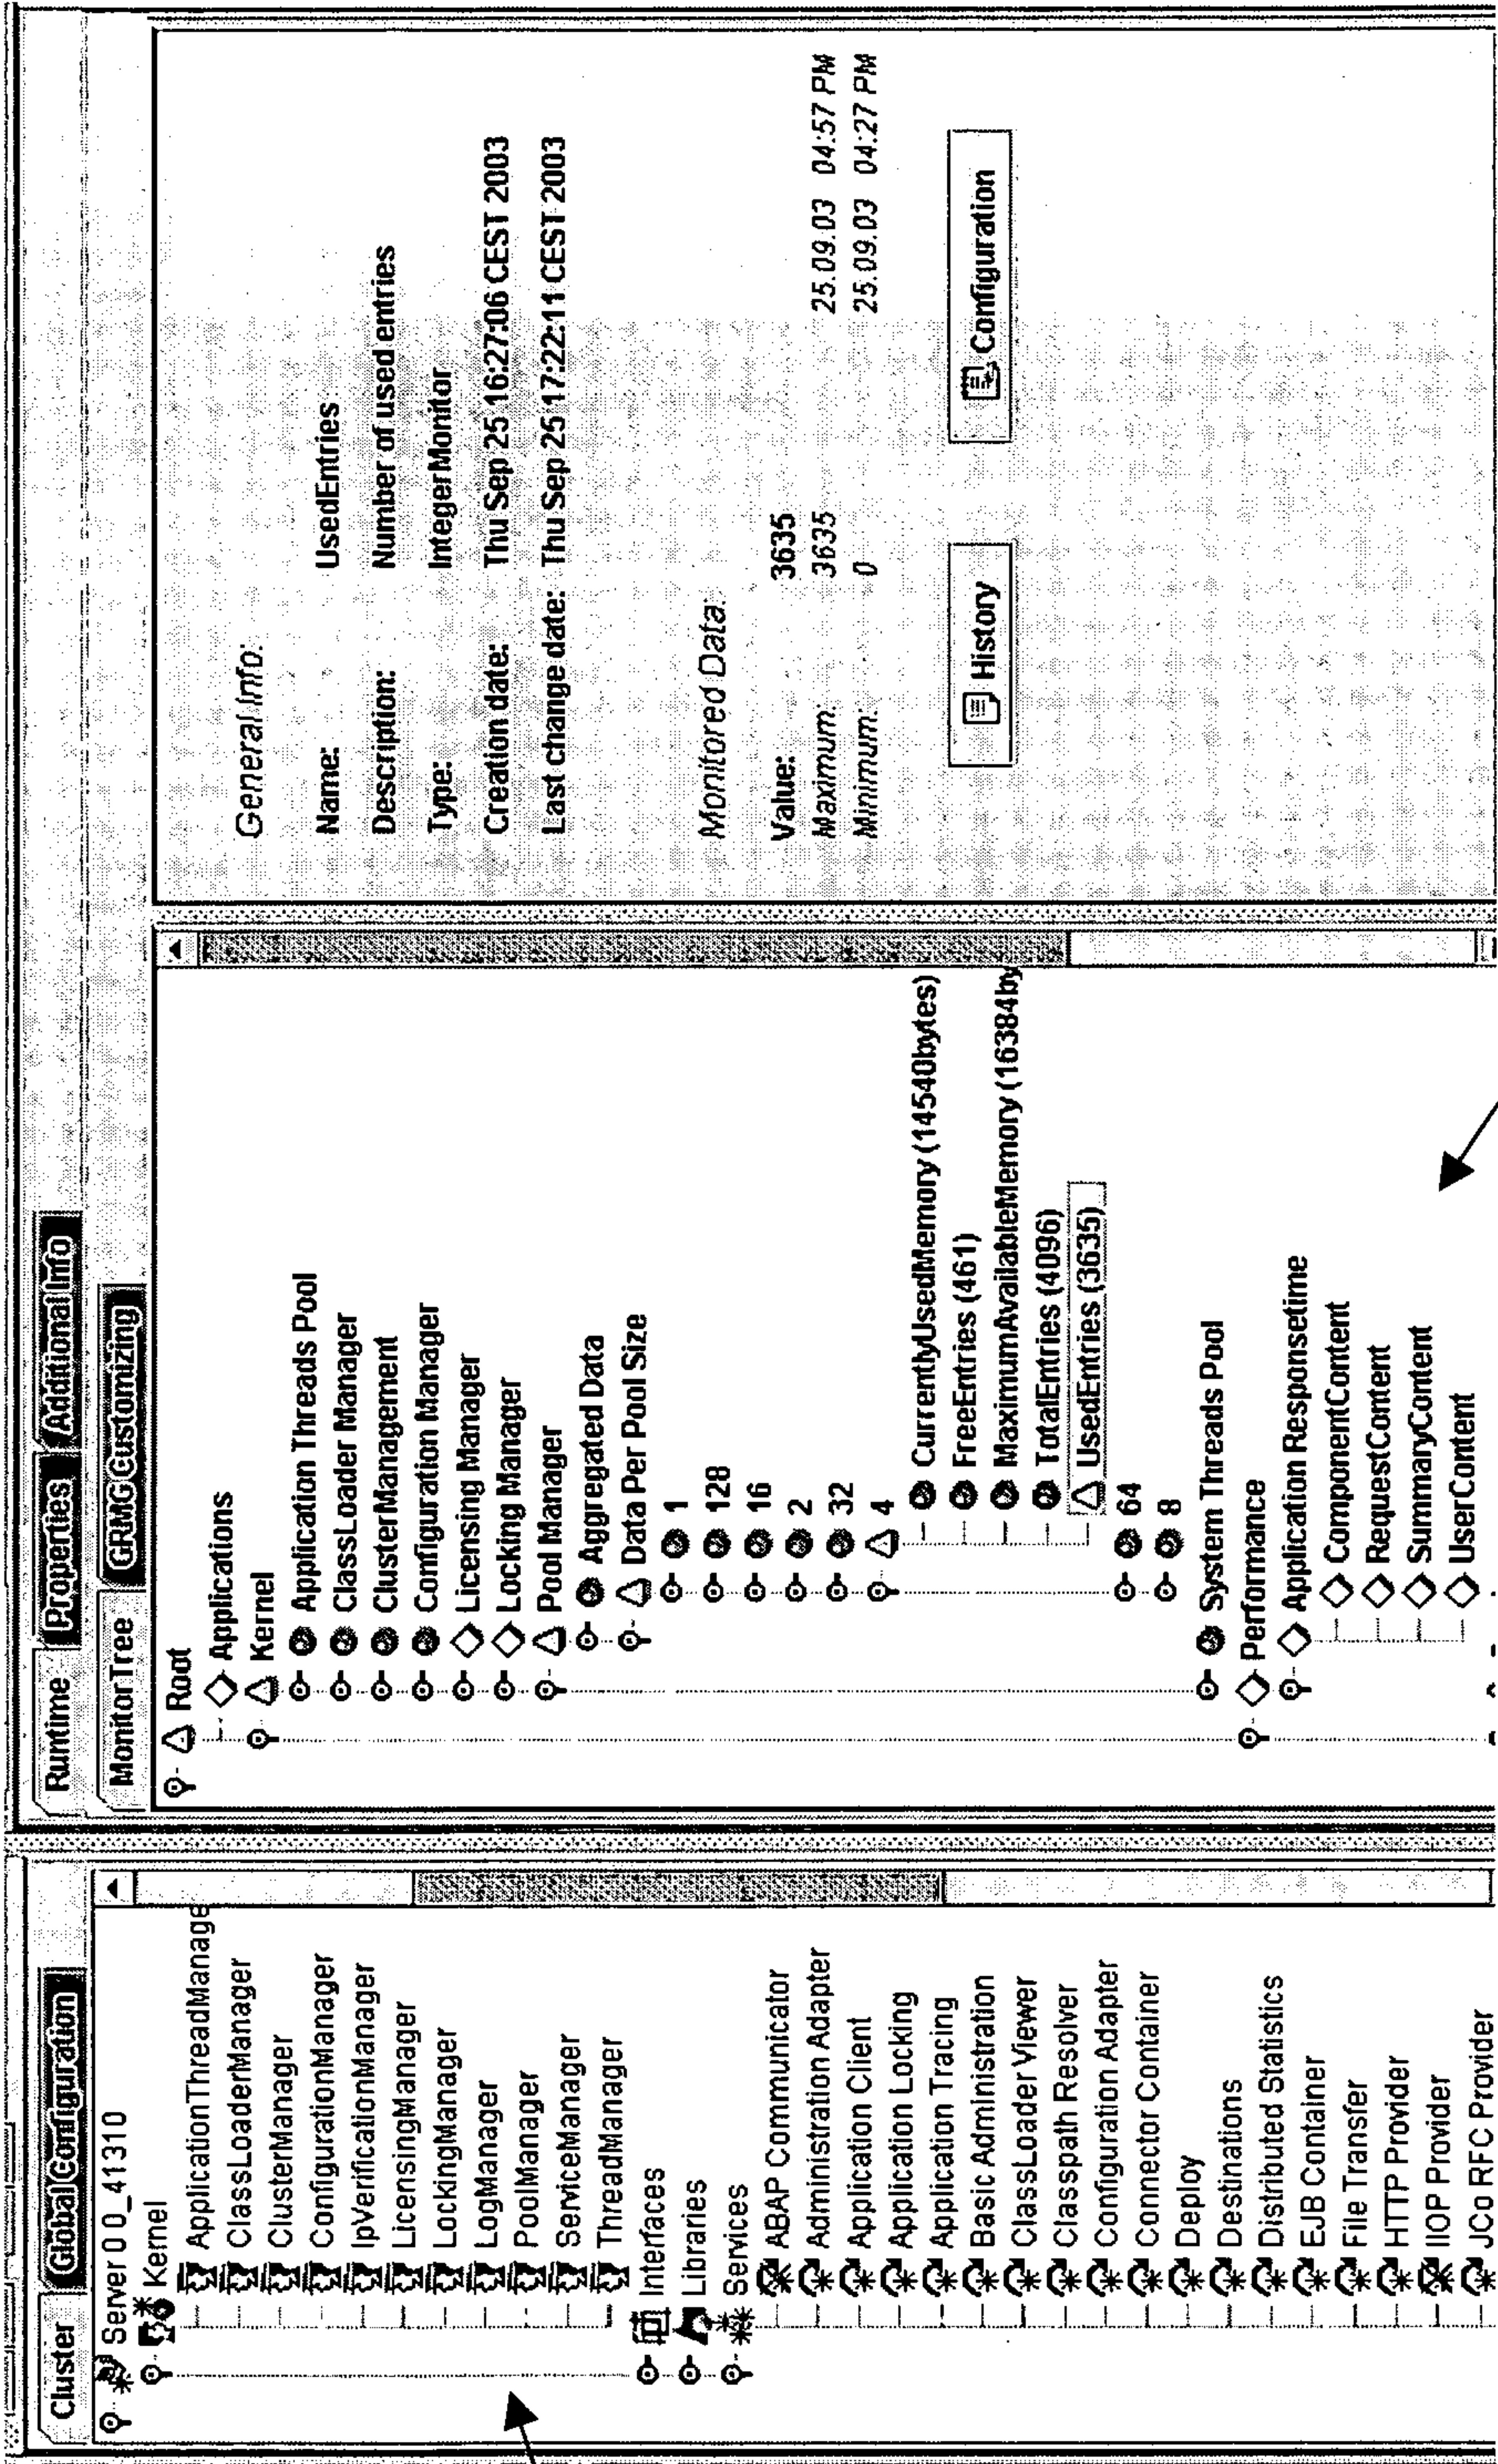 Cluster
Global Configuration
Server 0 0_41310
Kernel
ApplicationThreadManage
ClassLoaderManager
ClusterManager
ConfigurationManager
IpVerificationManager
LicensingManager
LockingManager
LogManager
PoolManager
ServiceManager
ThreadManager
Interfaces
Libraries
Services
ABAP Communicator
Administration Adapter
Application Client
Application Locking
Application Tracing
Basic Administration
ClassLoader Viewer
Classpath Resolver
Configuration Adapter
Connector Container
Deploy
Destinations
Distributed Statistics
EJB Container
File Transfer
HTTP Provider
IIOP Provider
JCo RFC Provider
Runtime
Properties
Additional Info
Monitor Tree
GRMG Customizing
Root
Applications
Kernel
Application Threads Pool
ClassLoader Manager
ClusterManagement
Configuration Manager
Licensing Manager
Locking Manager
Pool Manager
Aggregated Data
Data Per Pool Size
1
128
16
2
32
4
CurrentlyUsedMemory (14540bytes)
FreeEntries (461)
MaximumAvailableMemory (16384by
TotalEntries (4096)
UsedEntries (3635)
64
8
System Threads Pool
Performance
Application Responsetime
ComponentContent
RequestContent
SummaryContent
UserContent
General Info:
Name: UsedEntries
Description: Number of used entries
Type: IntegerMonitor
Creation date: Thu Sep 25 16:27:06 CEST 2003
Last change date: Thu Sep 25 17:22:11 CEST 2003
Monitored Data:
Value: 3635
Maximum: 3635 25.09.03 04:57 PM
Minimum: 0 25.09.03 04:27 PM
History
Configuration